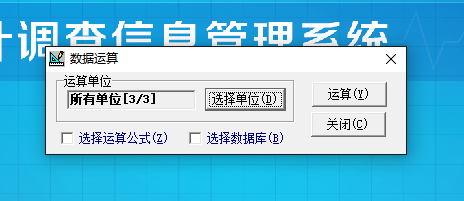 计调查信息管理系统
数据运算
运算单位
所有单位[3/3]
选择单位(D)
运算(Y)
关闭(C)
选择运算公式(Z)
选择数据库(B)